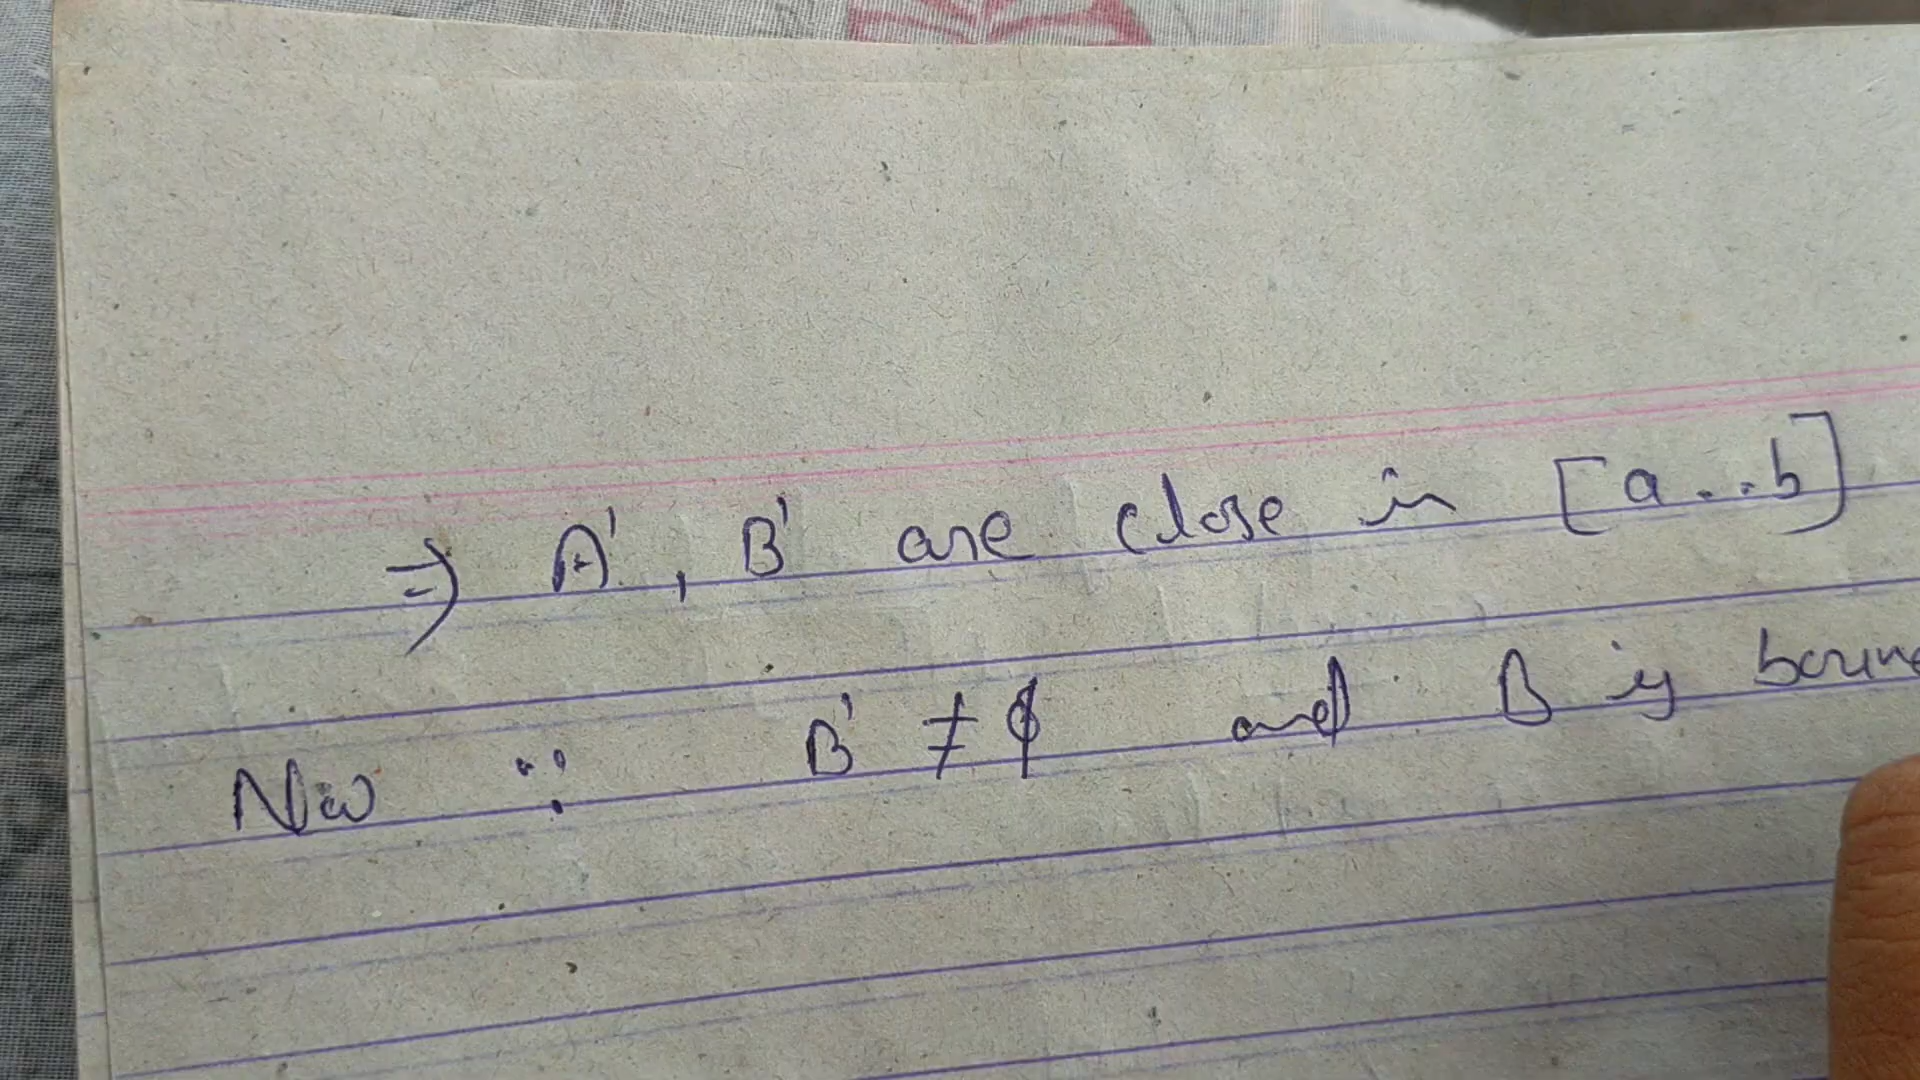 ⇒ A', B' are close in [a..b]
Now ∵ B' ≠ ϕ and B is